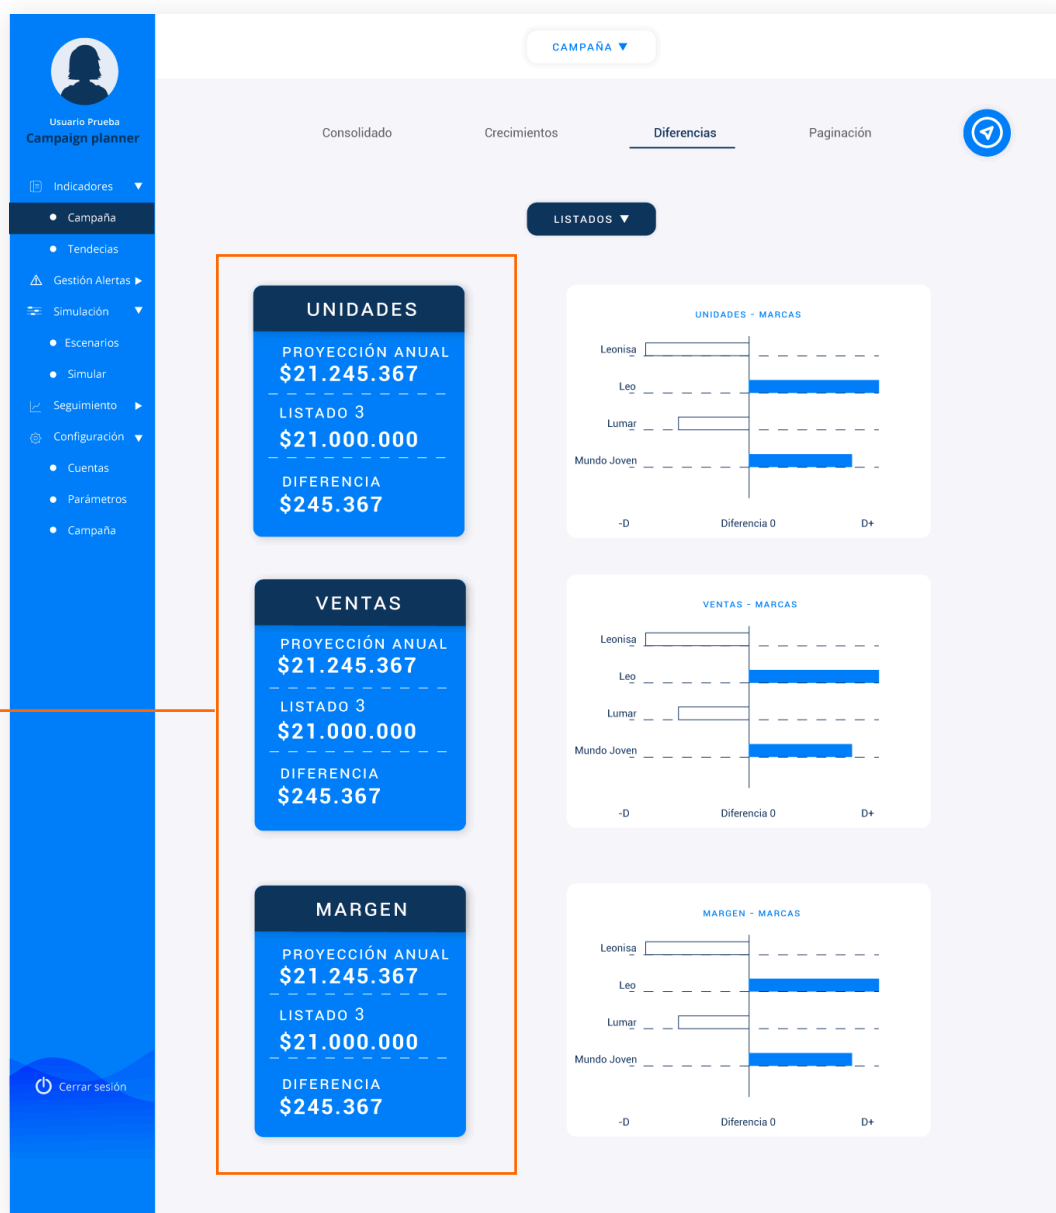 CAMPAÑA ▼
Usuario Prueba
Campaign planner
Indicadores ▼
Campaña
Tendecias
Gestión Alertas ▶
Simulación ▼
Escenarios
Simular
Seguimiento ▶
Configuración ▼
Cuentas
Parámetros
Campaña
Cerrar sesión
Consolidado
Crecimientos
Diferencias
Paginación
LISTADOS ▼
UNIDADES
PROYECCIÓN ANUAL
$21.245.367
LISTADO 3
$21.000.000
DIFERENCIA
$245.367
UNIDADES - MARCAS
Leonisa
Leo
Lumar
Mundo Joven
-D Diferencia 0 D+
VENTAS
PROYECCIÓN ANUAL
$21.245.367
LISTADO 3
$21.000.000
DIFERENCIA
$245.367
VENTAS - MARCAS
Leonisa
Leo
Lumar
Mundo Joven
-D Diferencia 0 D+
MARGEN
PROYECCIÓN ANUAL
$21.245.367
LISTADO 3
$21.000.000
DIFERENCIA
$245.367
MARGEN - MARCAS
Leonisa
Leo
Lumar
Mundo Joven
-D Diferencia 0 D+